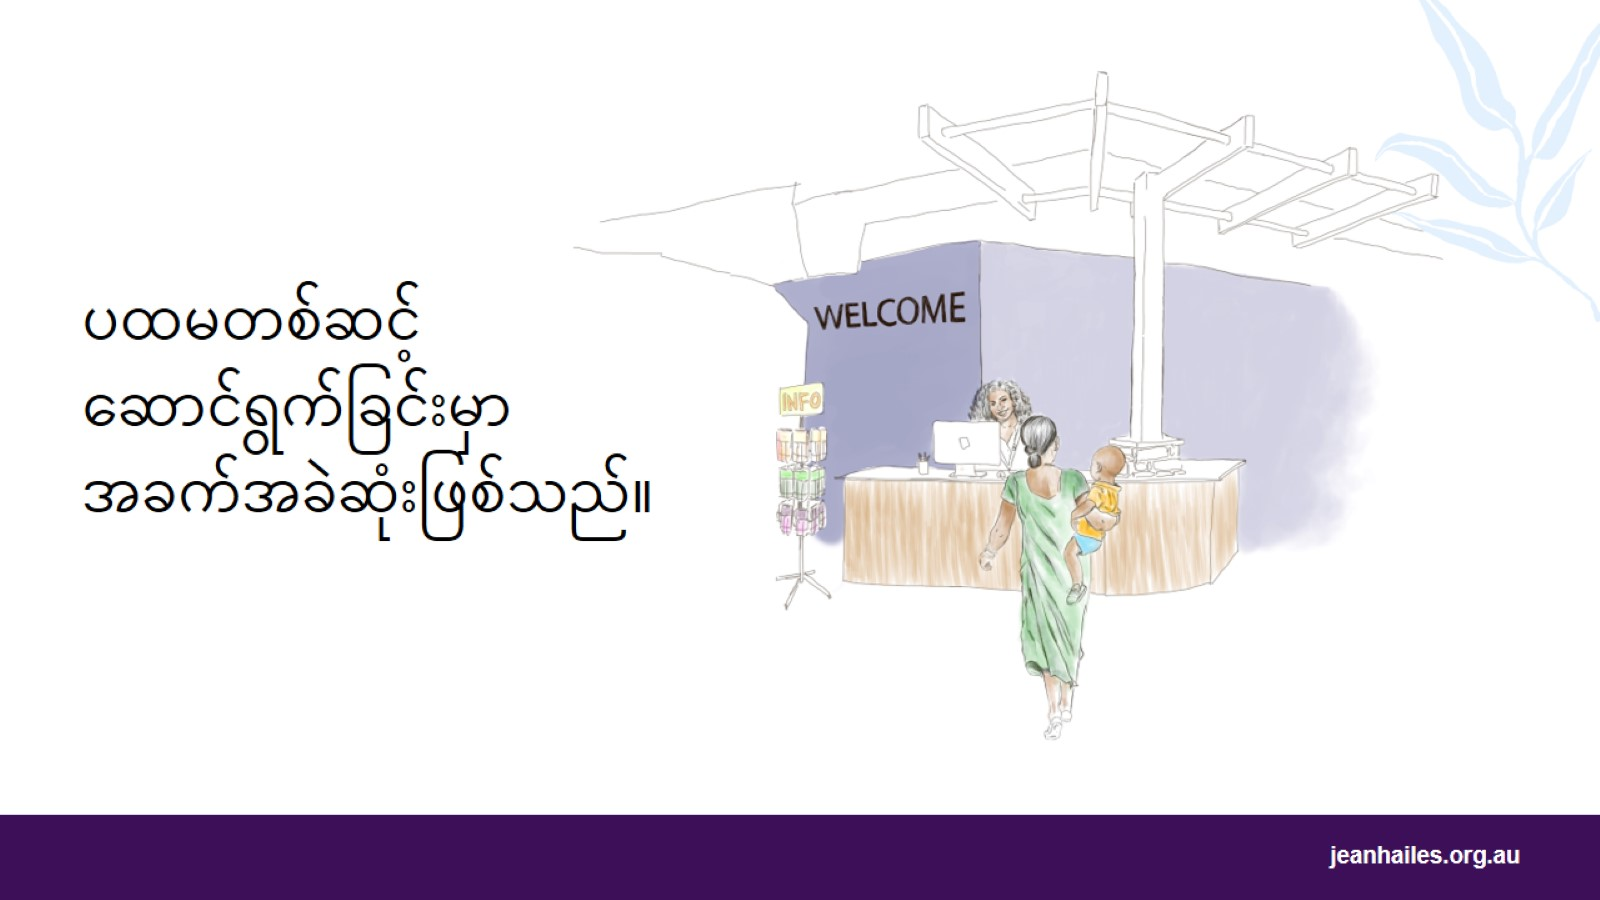 ပထမတစ်ဆင့်
ဆောင်ရွက်ခြင်းမှာ
အခက်အခဲဆုံးဖြစ်သည်။
WELCOME
INFO
jeanhailes.org.au